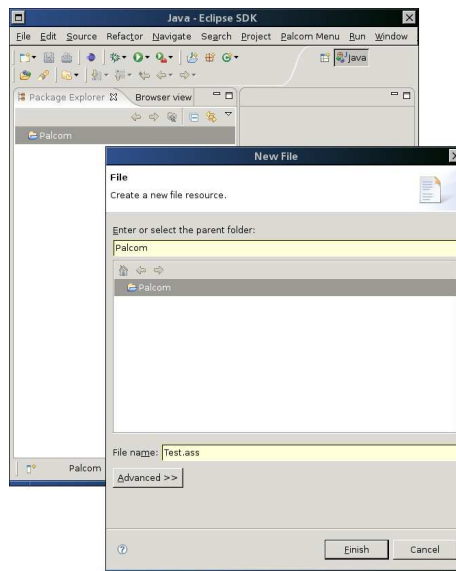 Java - Eclipse SDK
File Edit Source Refactor Navigate Search Project Palcom Menu Run Window
Java
Package Explorer Browser view
Palcom
New File
File
Create a new file resource.
Enter or select the parent folder:
Palcom
Palcom
File name: Test.ass
Palcom
Advanced >>
Finish Cancel